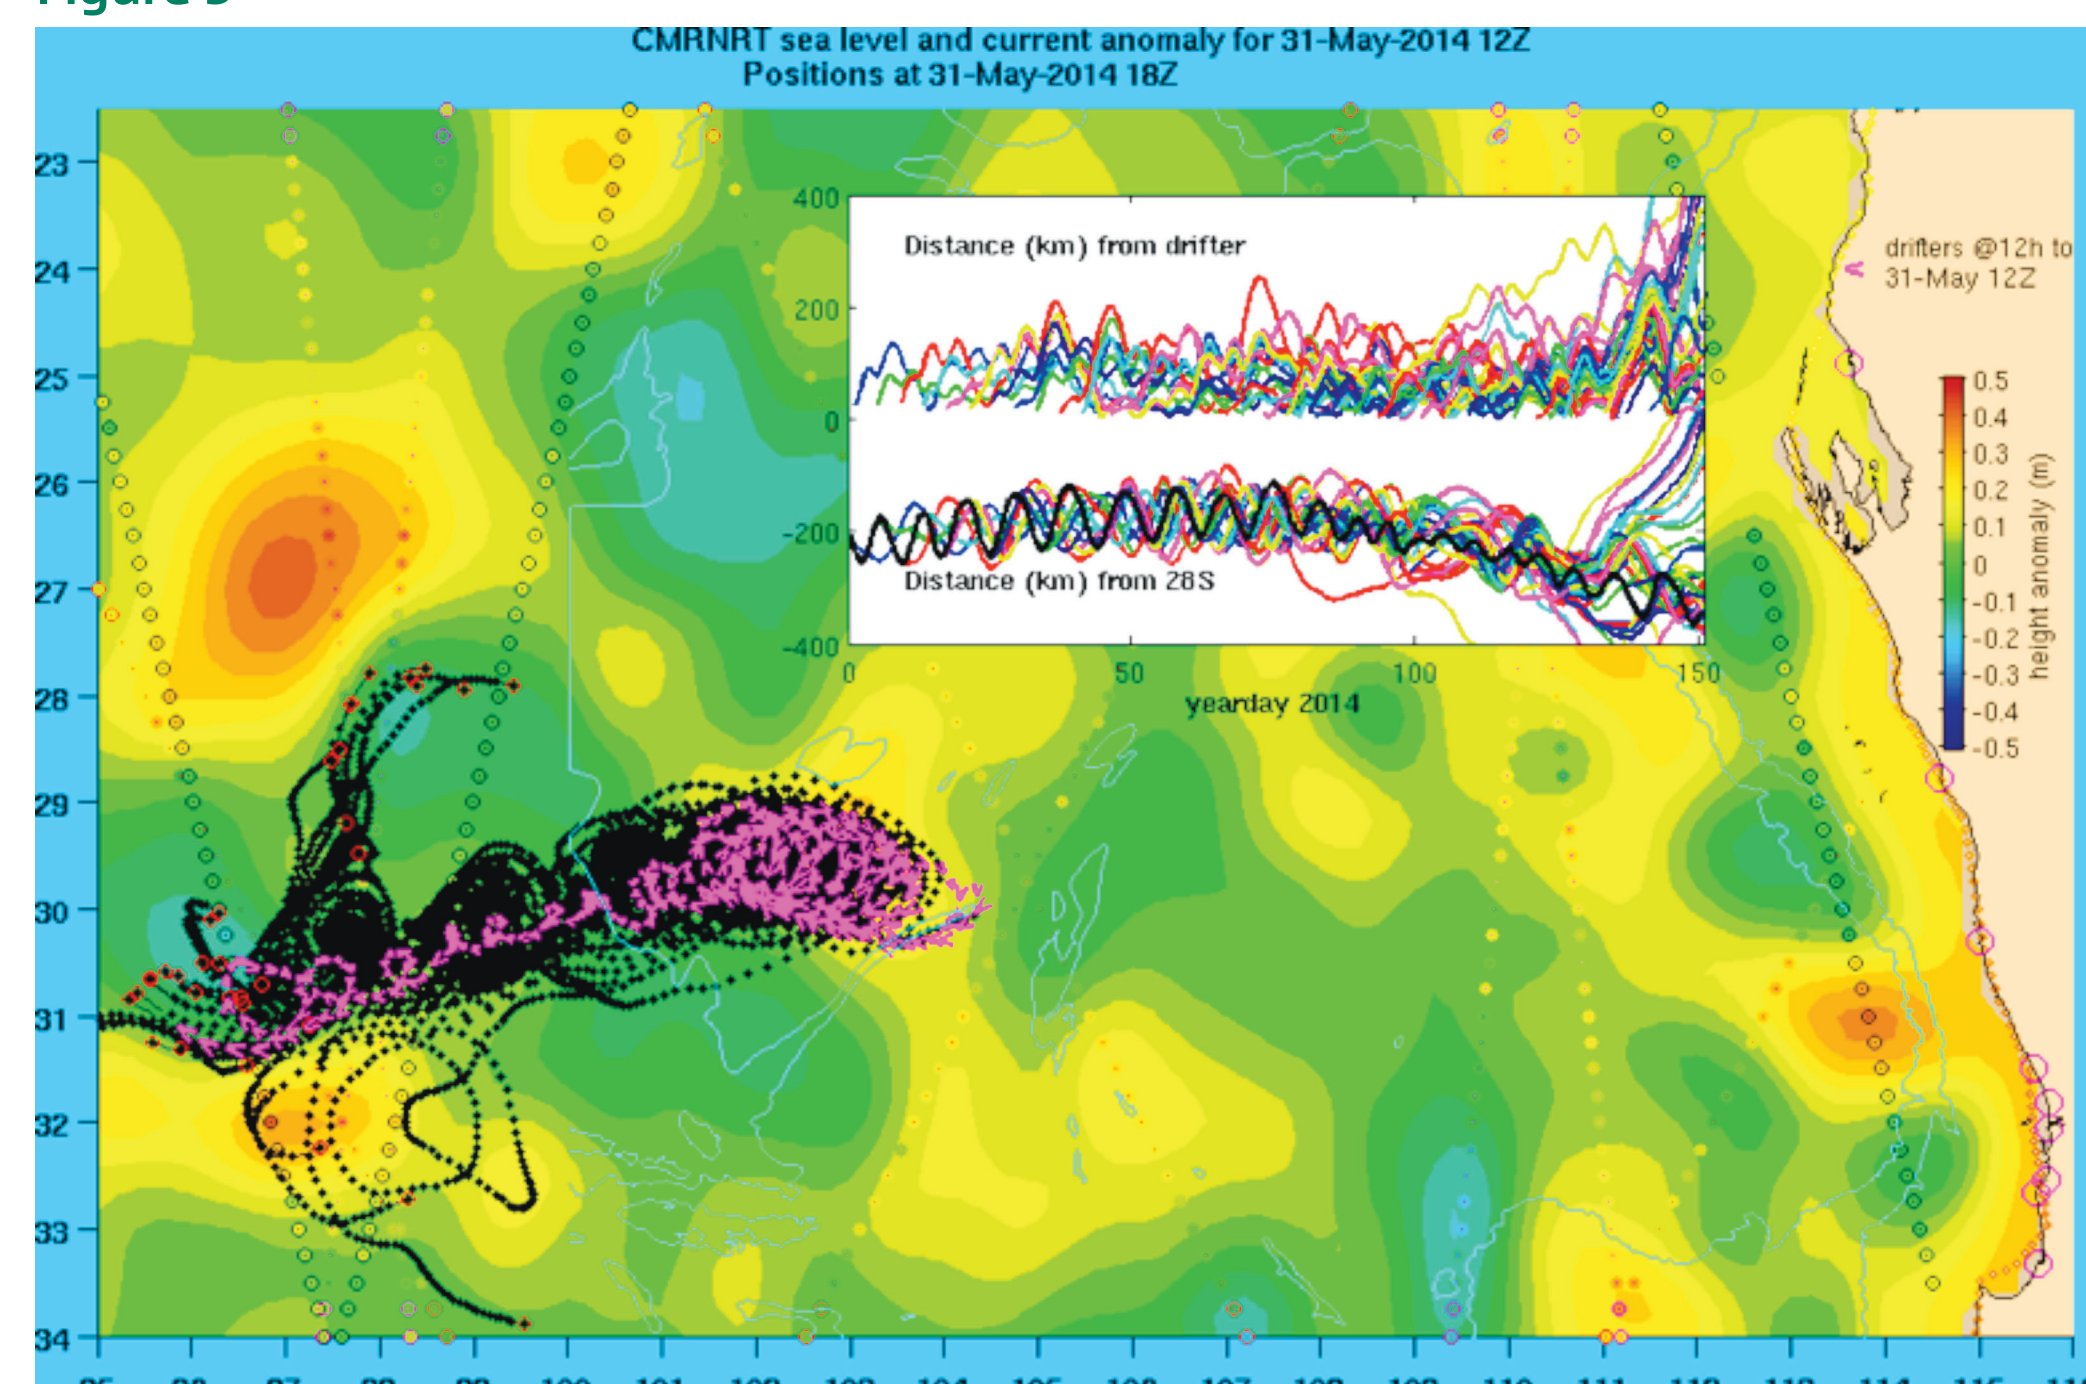 Figure 5
CMRNRT sea level and current anomaly for 31-May-2014 12Z
Positions at 31-May-2014 18Z
23
24
25
26
27
28
29
30
31
32
33
34
400
200
0
-200
-400
Distance (km) from drifter
Distance (km) from 28S
0 50 100 150
yearday 2014
drifters @12h to
31-May 12Z
0.5
0.4
0.3
0.2
0.1
0
-0.1
-0.2
-0.3
-0.4
-0.5
height anomaly (m)